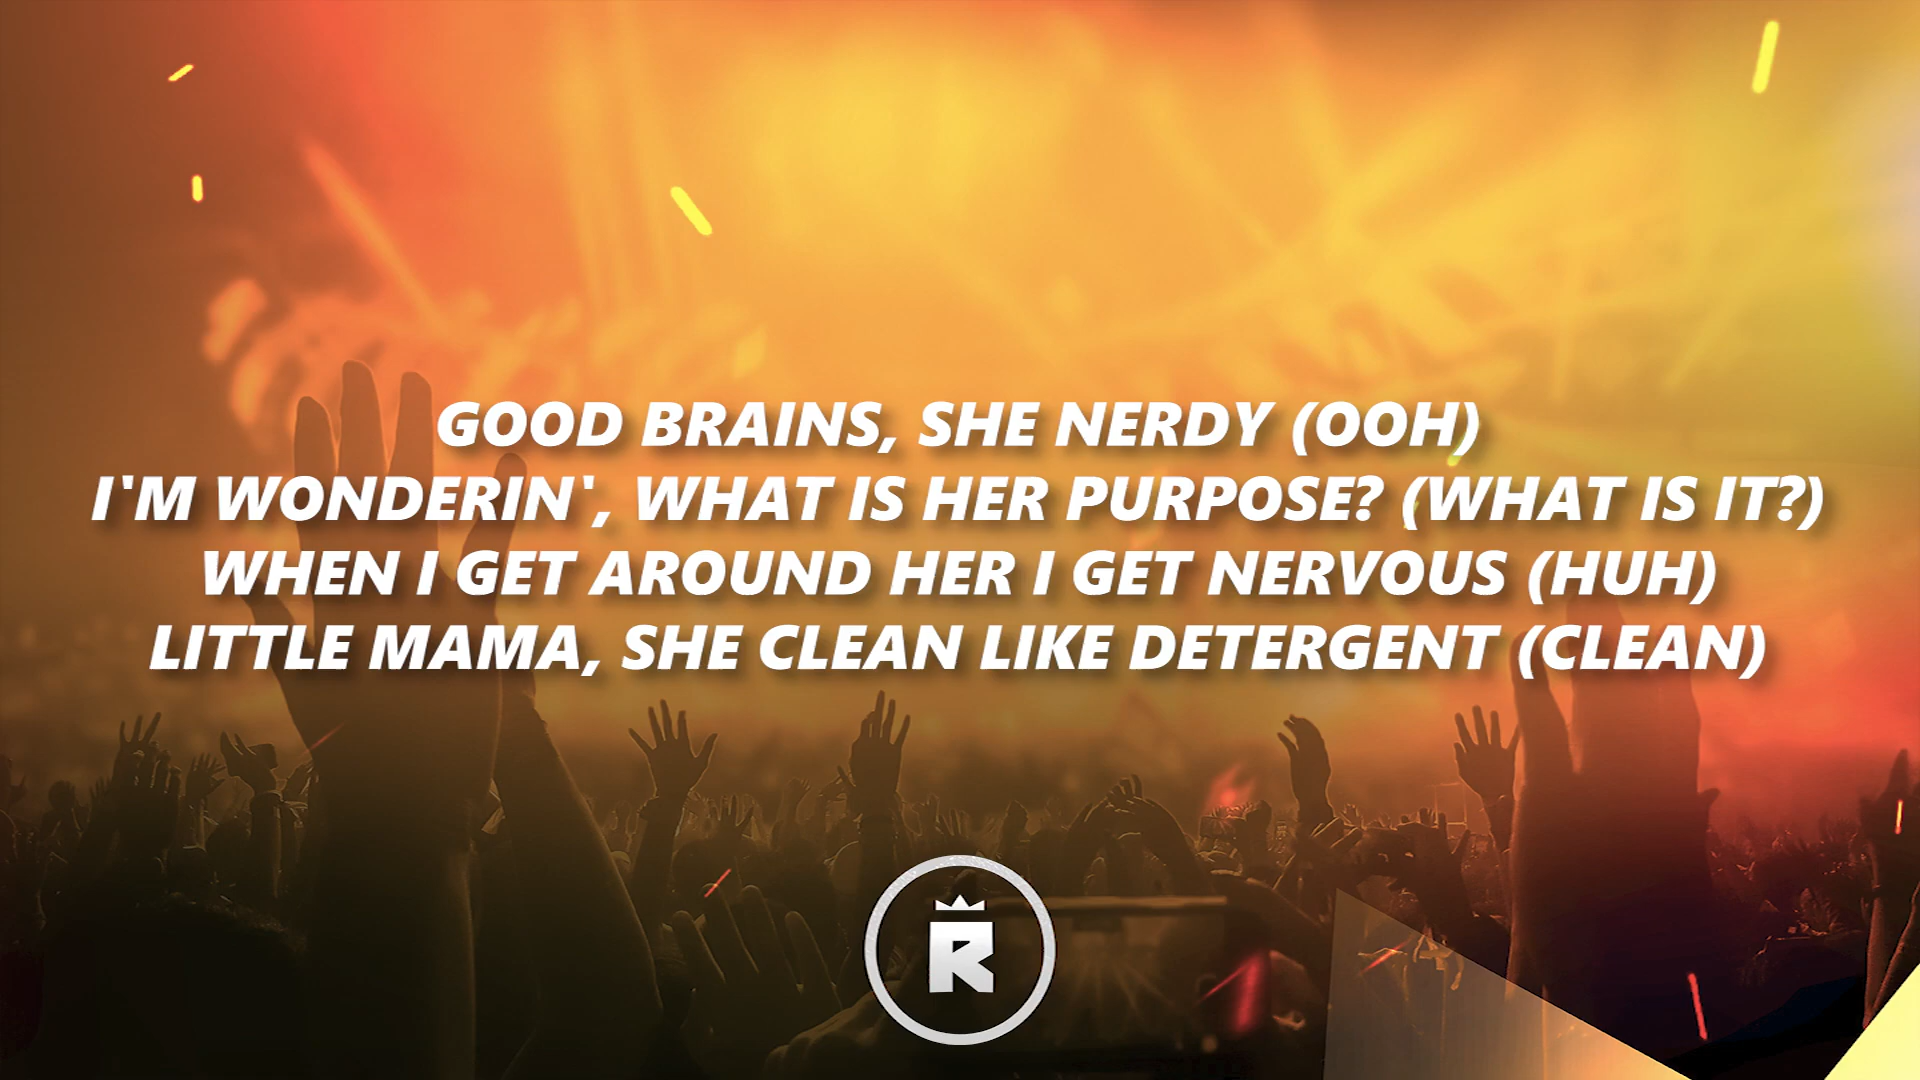 GOOD BRAINS, SHE NERDY (OOH)
I'M WONDERIN', WHAT IS HER PURPOSE? (WHAT IS IT?)
WHEN I GET AROUND HER I GET NERVOUS (HUH)
LITTLE MAMA, SHE CLEAN LIKE DETERGENT (CLEAN)
R